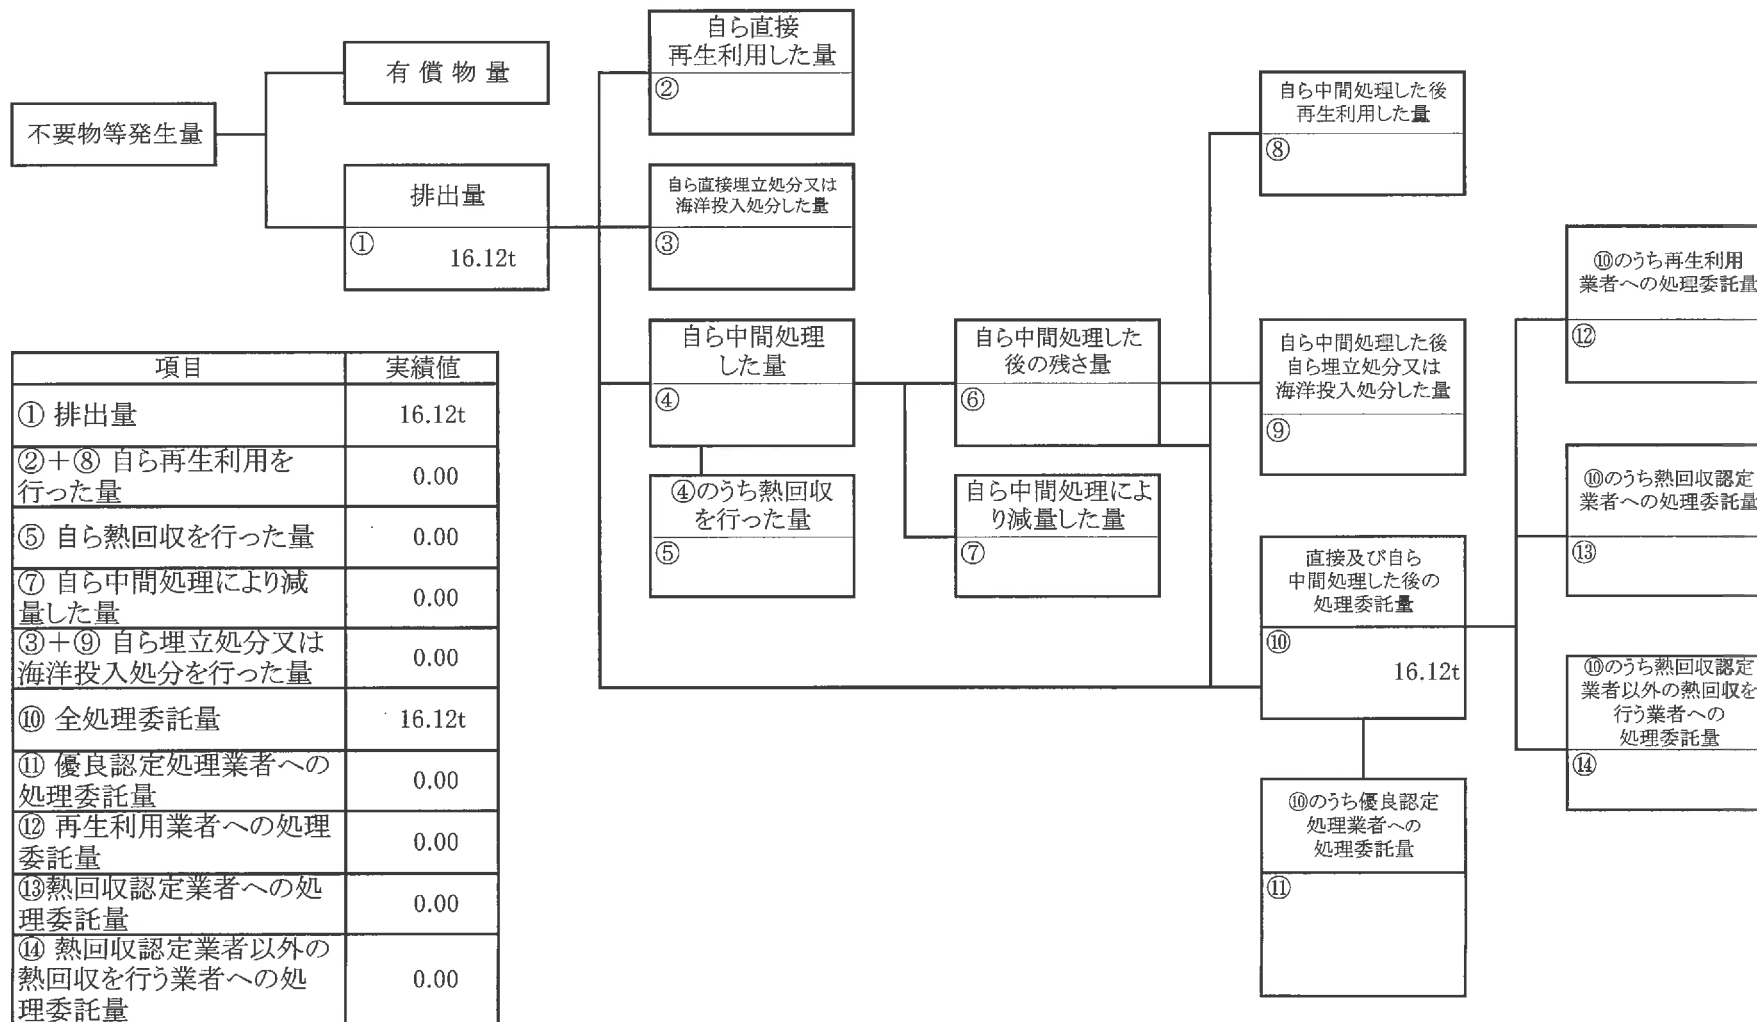 不要物等発生量
有償物量
排出量
①
16.12t
自ら直接
再生利用した量
②
自ら直接埋立処分又は
海洋投入処分した量
③
自ら中間処理
した量
④
④のうち熱回収
を行った量
⑤
自ら中間処理した
後の残さ量
⑥
自ら中間処理によ
り減量した量
⑦
自ら中間処理した後
再生利用した量
⑧
自ら中間処理した後
自ら埋立処分又は
海洋投入処分した量
⑨
直接及び自ら
中間処理した後の
処理委託量
⑩
16.12t
⑩のうち優良認定
処理業者への
処理委託量
⑪
⑩のうち再生利用
業者への処理委託量
⑫
⑩のうち熱回収認定
業者への処理委託量
⑬
⑩のうち熱回収認定
業者以外の熱回収を
行う業者への
処理委託量
⑭
項目 実績値
① 排出量 16.12t
②＋⑧ 自ら再生利用を
行った量 0.00
⑤ 自ら熱回収を行った量 0.00
⑦ 自ら中間処理により減
量した量 0.00
③＋⑨ 自ら埋立処分又は
海洋投入処分を行った量 0.00
⑩ 全処理委託量 16.12t
⑪ 優良認定処理業者への
処理委託量 0.00
⑫ 再生利用業者への処理
委託量 0.00
⑬熱回収認定業者への処
理委託量 0.00
⑭ 熱回収認定業者以外の
熱回収を行う業者への処
理委託量 0.00